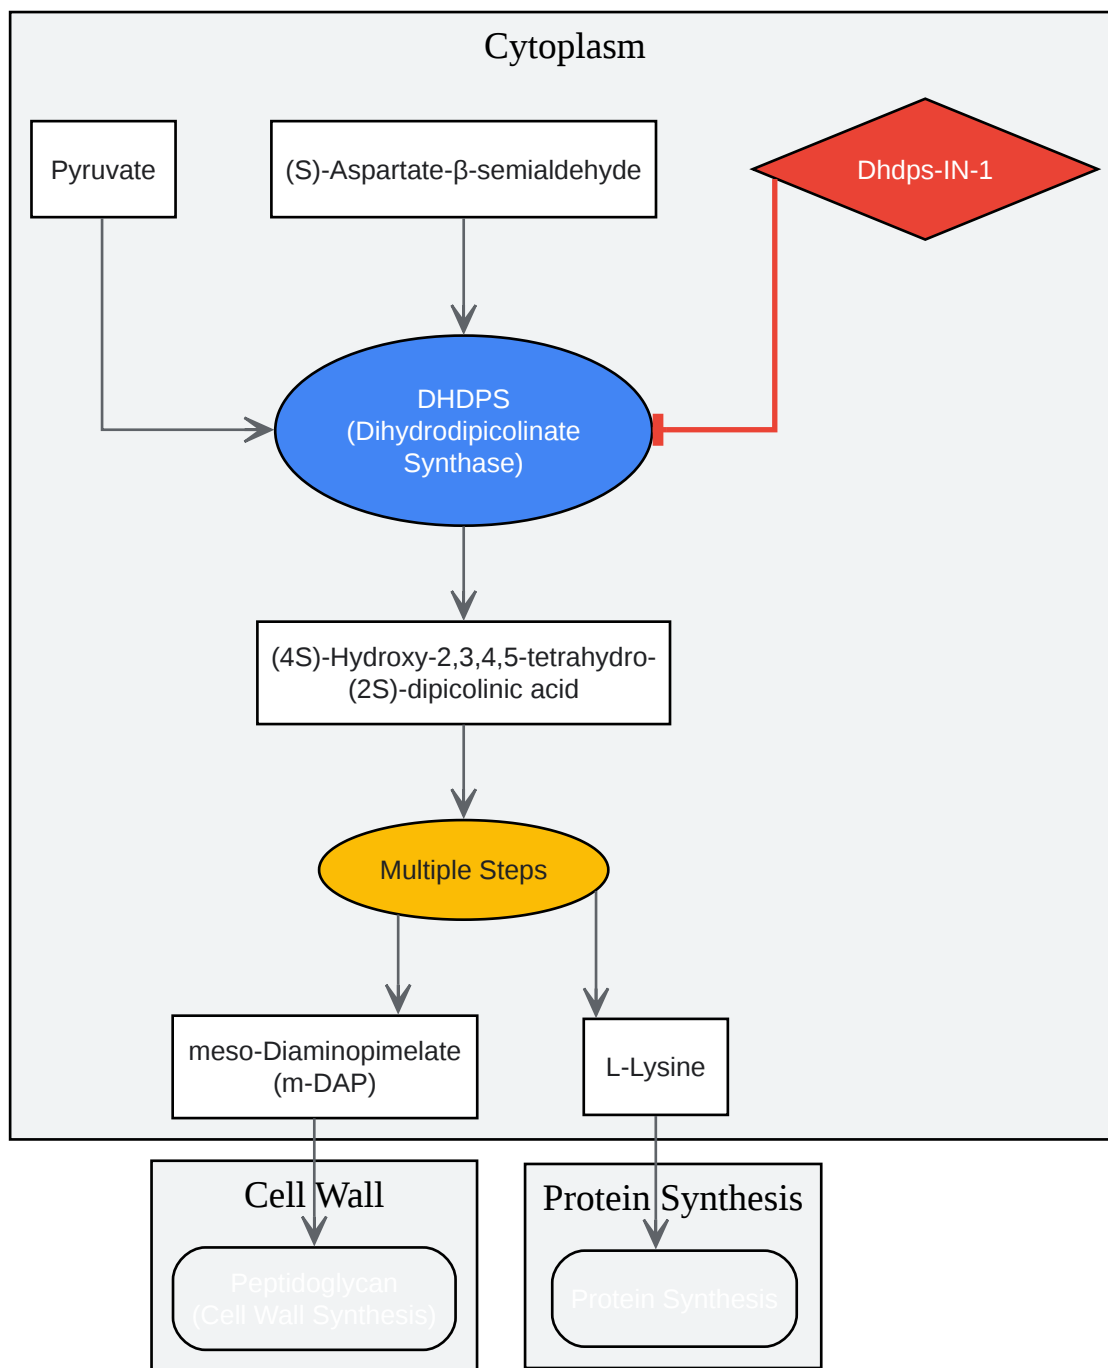 Cytoplasm
Pyruvate
(S)-Aspartate-β-semialdehyde
Dhdps-IN-1
DHDPS
(Dihydrodipicolinate
Synthase)
(4S)-Hydroxy-2,3,4,5-tetrahydro-
(2S)-dipicolinic acid
Multiple Steps
meso-Diaminopimelate
(m-DAP)
L-Lysine
Cell Wall
Protein Synthesis
Peptidoglycan
(Cell Wall Synthesis)
Protein Synthesis